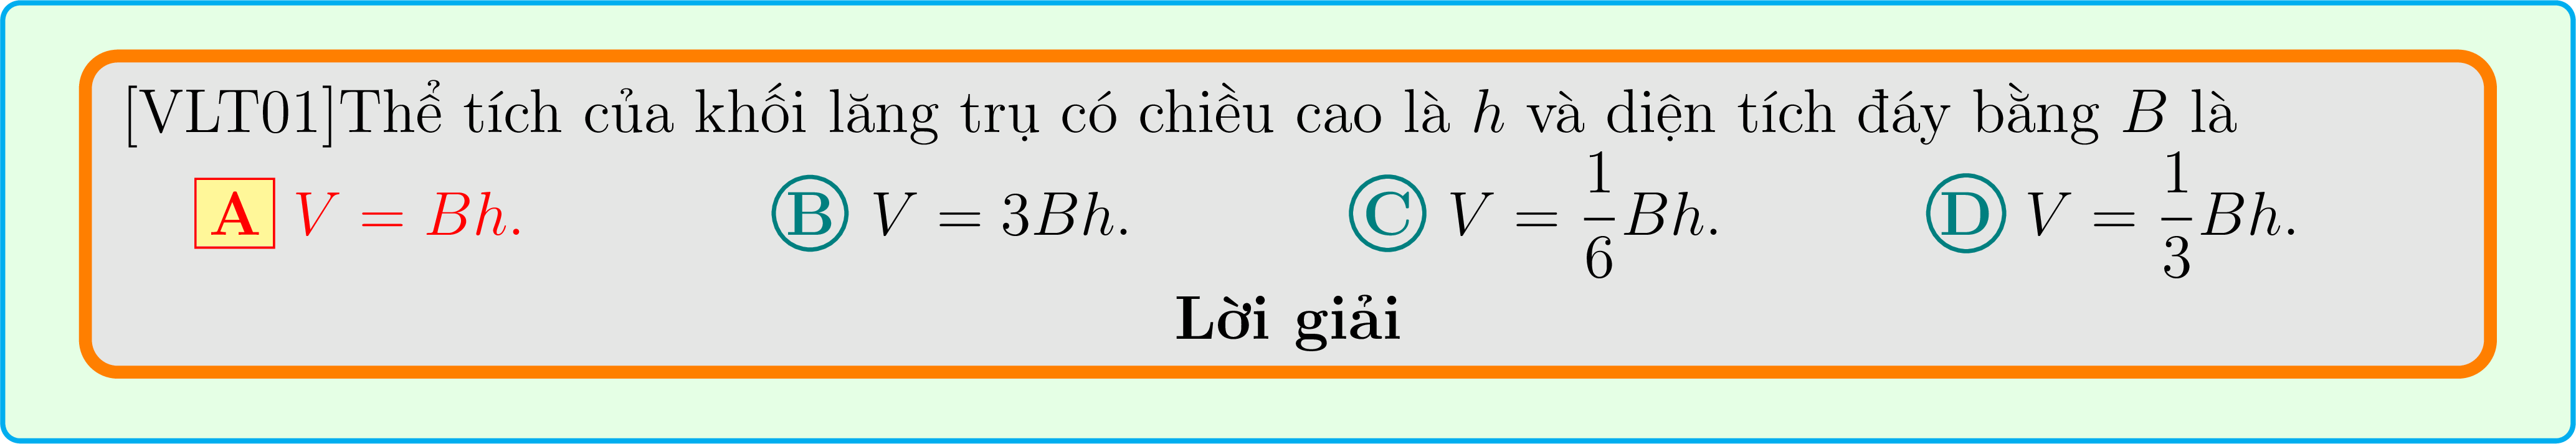 [VLT01]Thể tích của khối lăng trụ có chiều cao là h và diện tích đáy bằng B là
A V = Bh. B V = 3Bh. C V = \frac{1}{6}Bh. D V = \frac{1}{3}Bh.
Lời giải